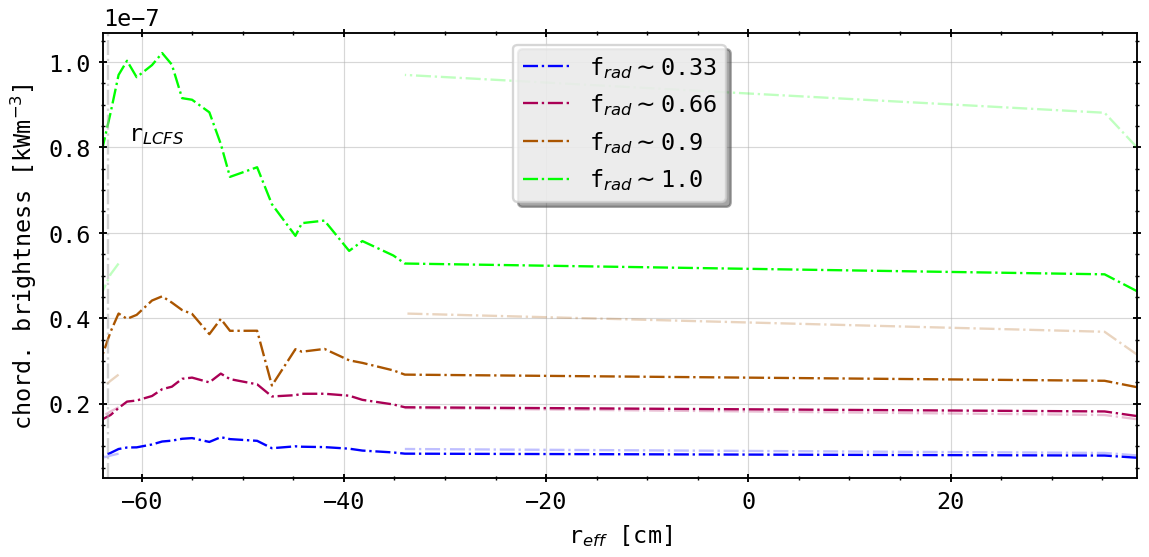 1e−7
1.0
0.8
0.6
0.4
0.2
chord. brightness [kWm⁻³]
r_LCFS
f_rad ∼ 0.33
f_rad ∼ 0.66
f_rad ∼ 0.9
f_rad ∼ 1.0
−60 −40 −20 0 20
r_eff [cm]